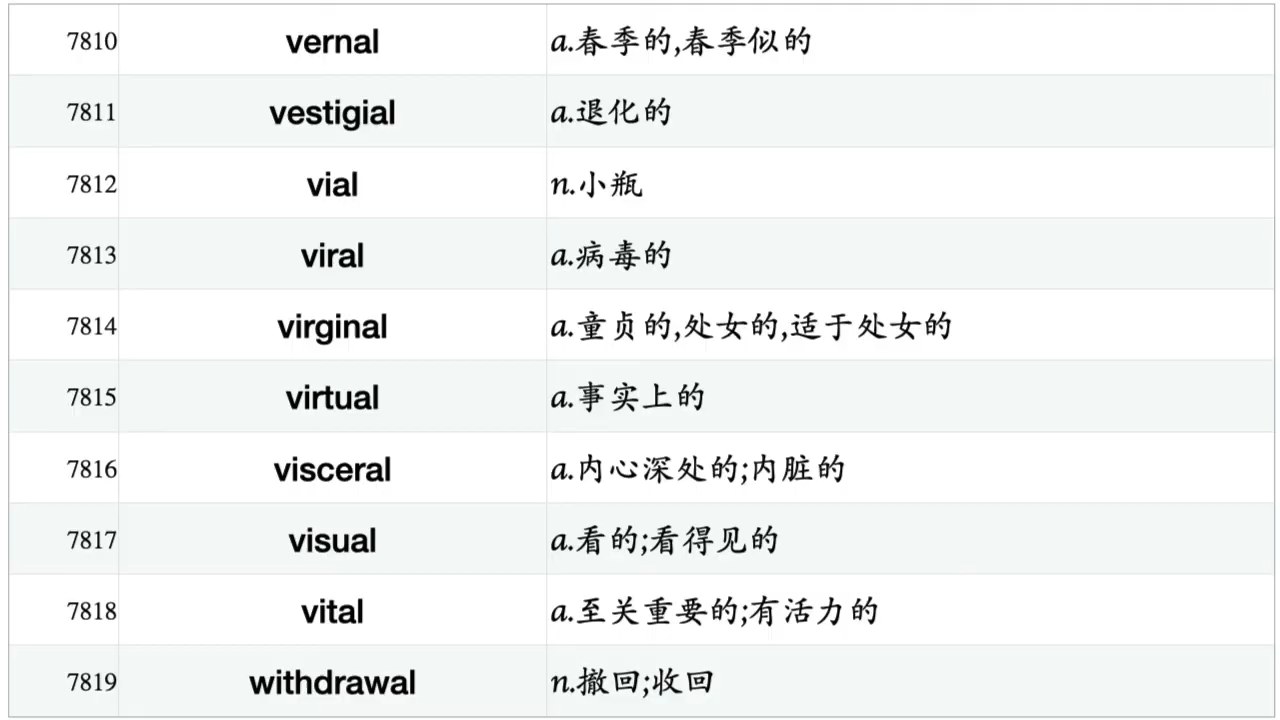 7810 vernal a.春季的,春季似的
7811 vestigial a.退化的
7812 vial n.小瓶
7813 viral a.病毒的
7814 virginal a.童贞的,处女的,适于处女的
7815 virtual a.事实上的
7816 visceral a.内心深处的;内脏的
7817 visual a.看的;看得见的
7818 vital a.至关重要的;有活力的
7819 withdrawal n.撤回;收回